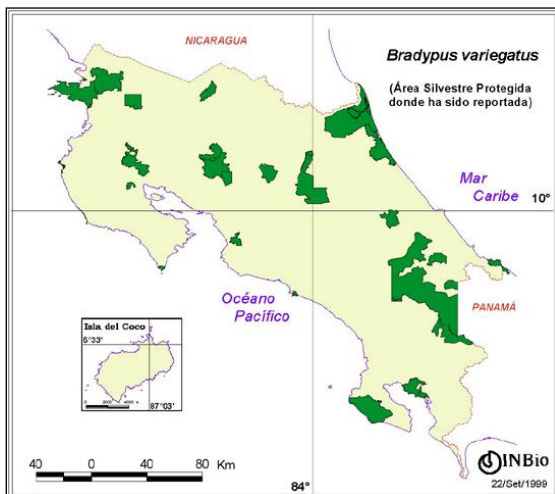 NICARAGUA
Bradypus variegatus
(Área Silvestre Protegida
donde ha sido reportada)
Mar
Caribe
10°
Océano
Pacífico
PANAMÁ
Isla del Coco
5°33'
87°03'
40 0 40 80 Km
84°
INBio
22/Set/1999